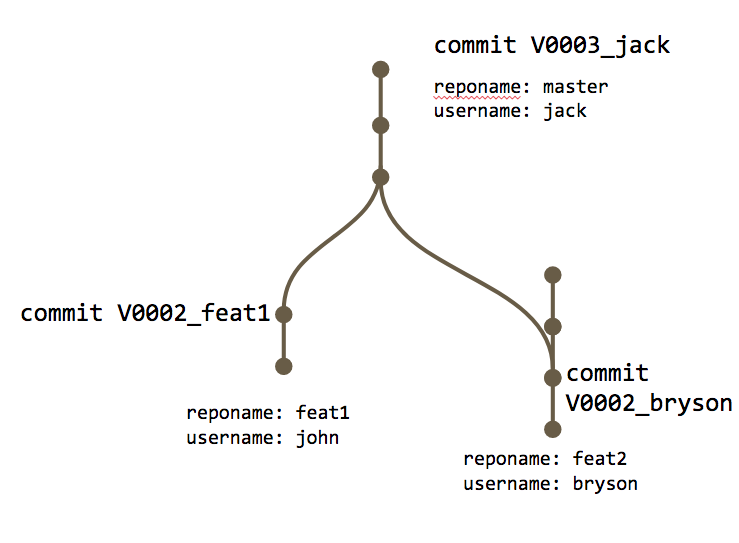 commit V0003_jack
reponame: master
username: jack
commit V0002_feat1
commit
V0002_bryson
reponame: feat1
username: john
reponame: feat2
username: bryson